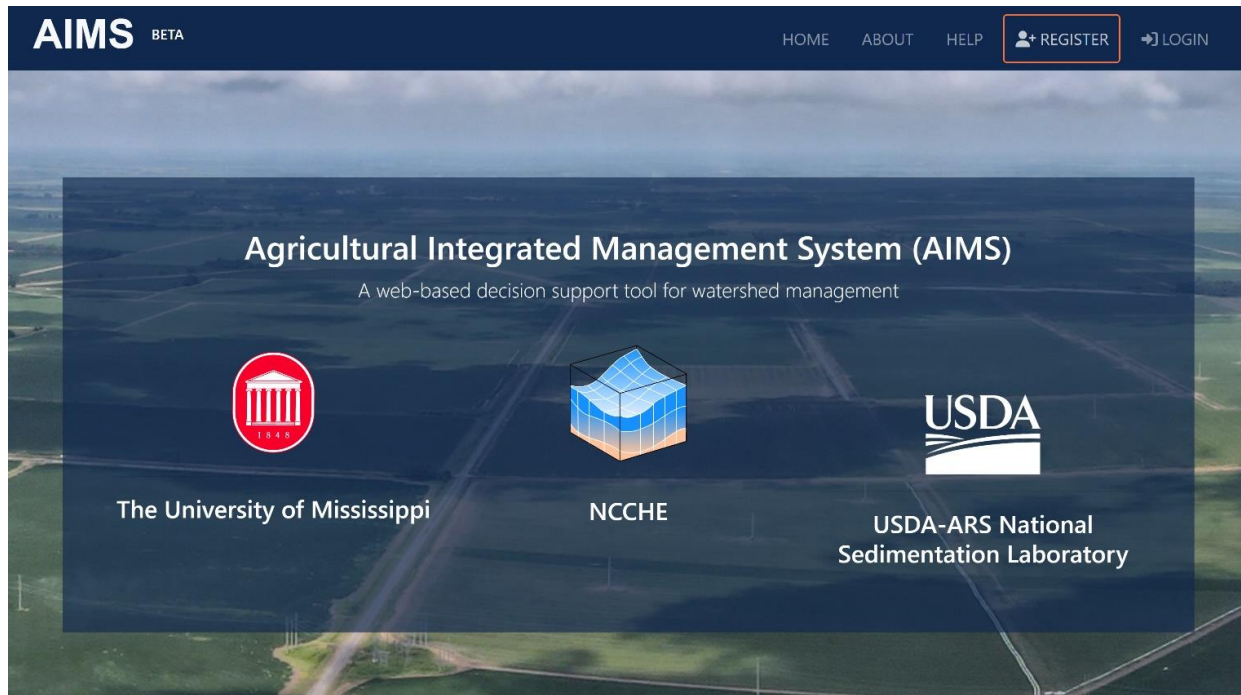 AIMS BETA
HOME ABOUT HELP REGISTER LOGIN
Agricultural Integrated Management System (AIMS)
A web-based decision support tool for watershed management
1848
The University of Mississippi
NCCHE
USDA
USDA-ARS National
Sedimentation Laboratory